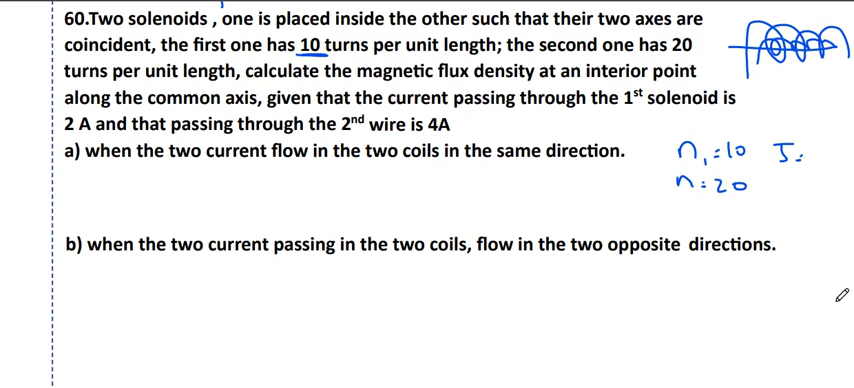 60.Two solenoids , one is placed inside the other such that their two axes are
coincident, the first one has 10 turns per unit length; the second one has 20
turns per unit length, calculate the magnetic flux density at an interior point
along the common axis, given that the current passing through the 1st solenoid is
2 A and that passing through the 2nd wire is 4A
a) when the two current flow in the two coils in the same direction.
n₁=10 I=
n=20
b) when the two current passing in the two coils, flow in the two opposite directions.